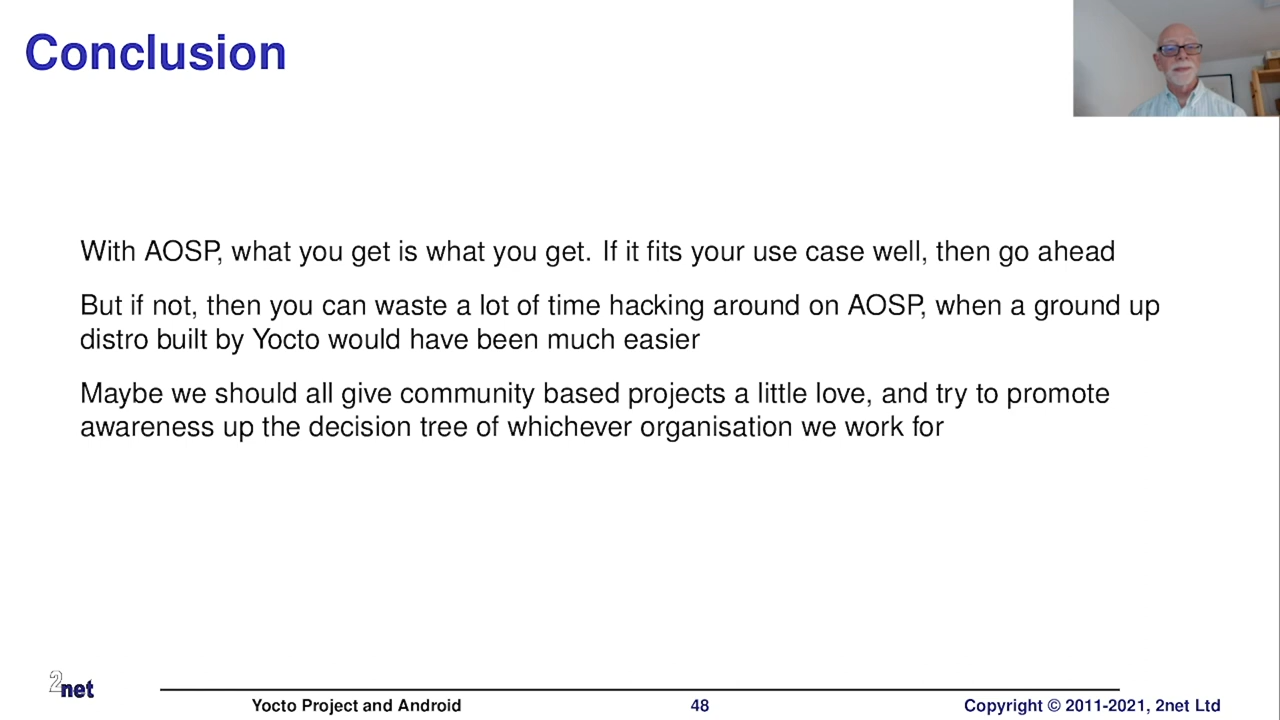 Conclusion
With AOSP, what you get is what you get. If it fits your use case well, then go ahead
But if not, then you can waste a lot of time hacking around on AOSP, when a ground up
distro built by Yocto would have been much easier
Maybe we should all give community based projects a little love, and try to promote
awareness up the decision tree of whichever organisation we work for
2net
Yocto Project and Android
48
Copyright © 2011-2021, 2net Ltd